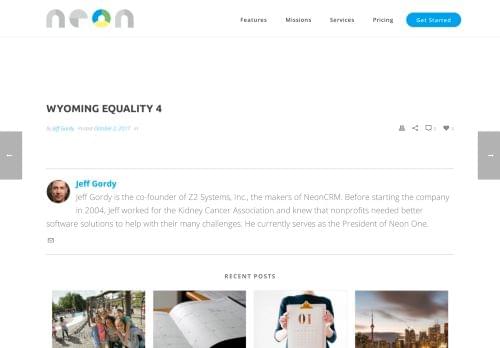 neon
Features Missions Services Pricing Get Started
WYOMING EQUALITY 4
By Jeff Gordy Posted October 2, 2017 In
0 0
← →
Jeff Gordy
Jeff Gordy is the co-founder of Z2 Systems, Inc., the makers of NeonCRM. Before starting the company
in 2004, Jeff worked for the Kidney Cancer Association and knew that nonprofits needed better
software solutions to help with their many challenges. He currently serves as the President of Neon One.
RECENT POSTS
01